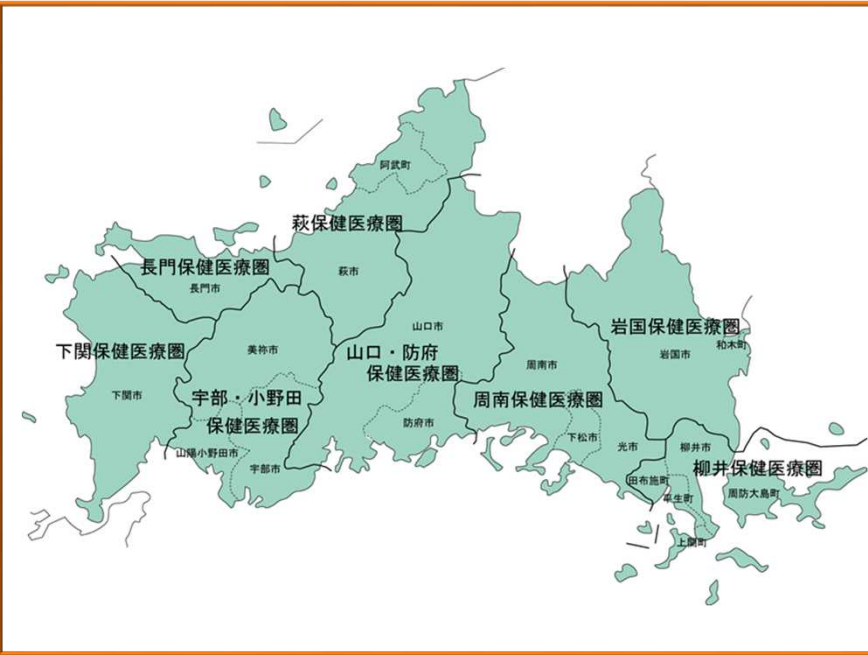 阿武町
萩保健医療圏
萩市
長門保健医療圏
長門市
下関保健医療圏
下関市
美祢市
宇部・小野田
保健医療圏
山陽小野田市
宇部市
山口市
山口・防府
保健医療圏
防府市
周南市
周南保健医療圏
下松市
光市
岩国保健医療圏
和木町
岩国市
柳井市
柳井保健医療圏
田布施町
平生町
周防大島町
上関町